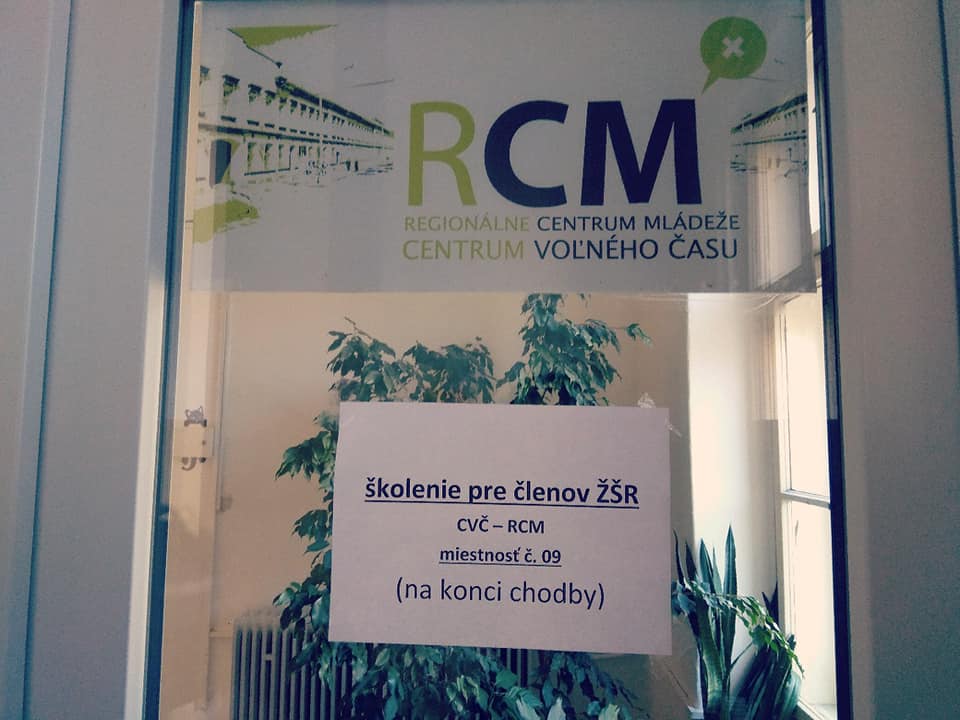 RCM
REGIONÁLNE CENTRUM MLÁDEŽE
CENTRUM VOĽNÉHO ČASU
školenie pre členov ŽŠR
CVČ – RCM
miestnosť č. 09
(na konci chodby)